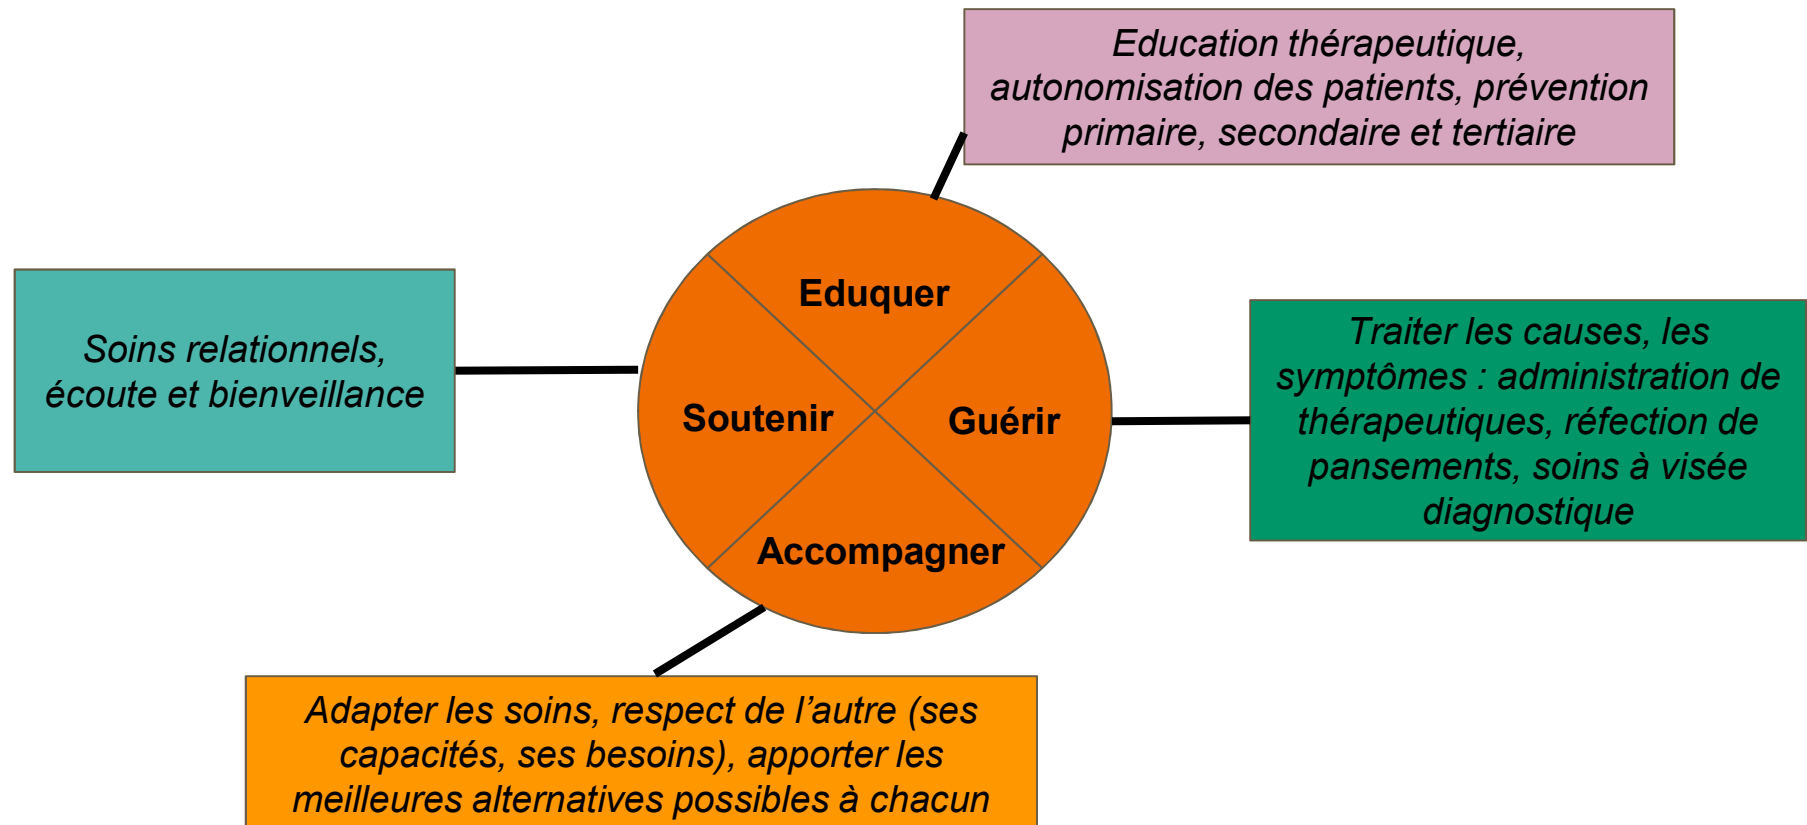 Education thérapeutique,
autonomisation des patients, prévention
primaire, secondaire et tertiaire
Eduquer
Soins relationnels,
écoute et bienveillance
Soutenir
Guérir
Traiter les causes, les
symptômes : administration de
thérapeutiques, réfection de
pansements, soins à visée
diagnostique
Accompagner
Adapter les soins, respect de l’autre (ses
capacités, ses besoins), apporter les
meilleures alternatives possibles à chacun